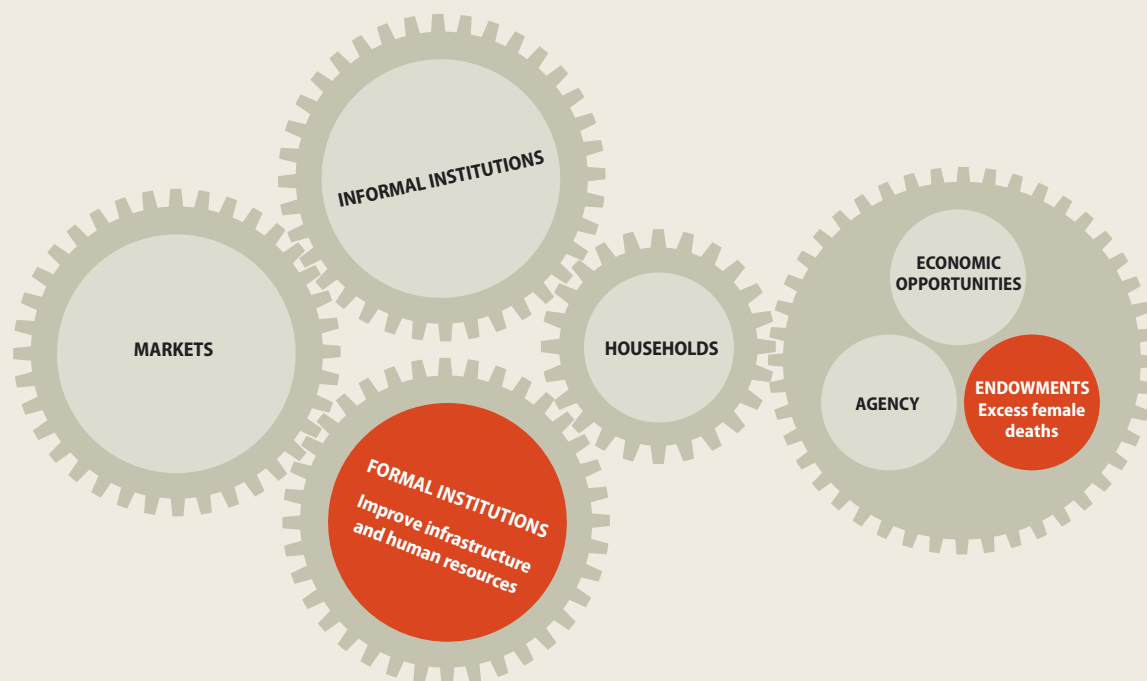 INFORMAL INSTITUTIONS
MARKETS
HOUSEHOLDS
FORMAL INSTITUTIONS
Improve infrastructure
and human resources
ECONOMIC
OPPORTUNITIES
AGENCY
ENDOWMENTS
Excess female
deaths